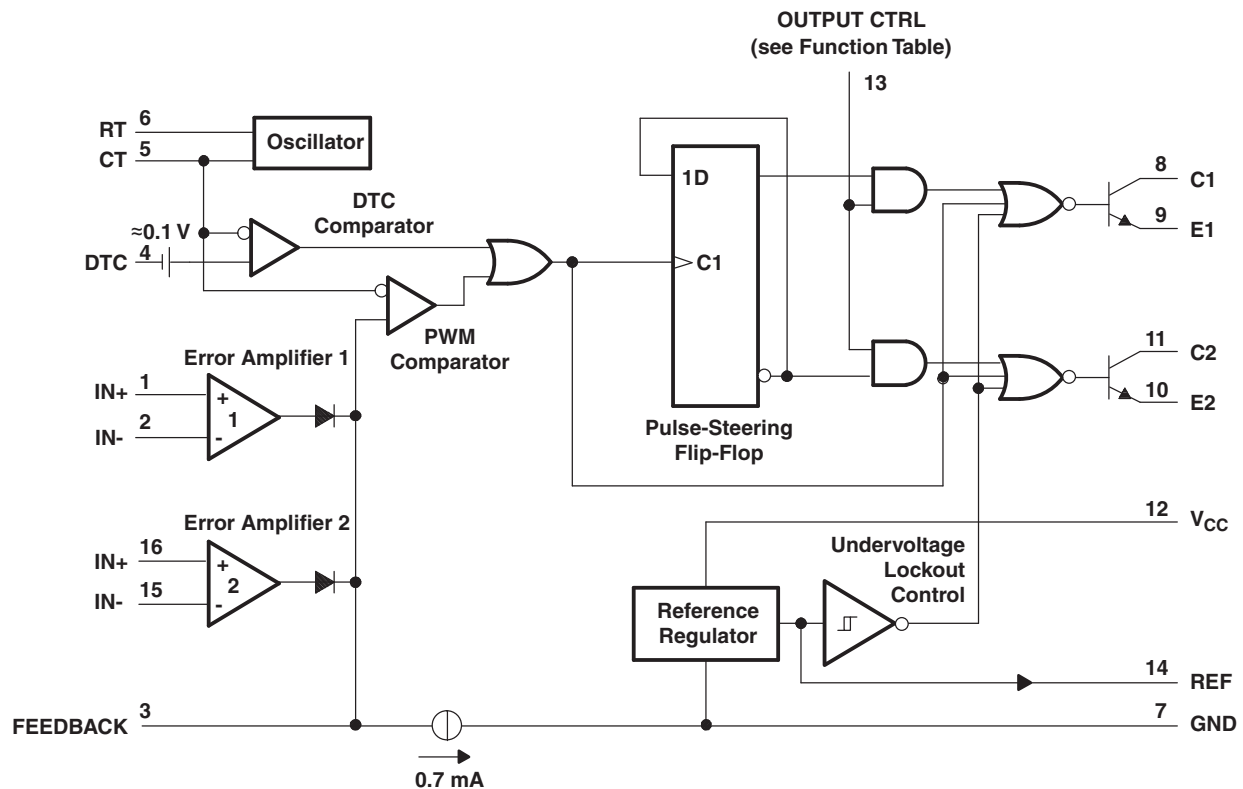 OUTPUT CTRL
(see Function Table)
13
RT 6
CT 5
Oscillator
DTC
Comparator
≈0.1 V
DTC 4
PWM
Comparator
1D
C1
Pulse-Steering
Flip-Flop
8 C1
9 E1
11 C2
10 E2
Error Amplifier 1
IN+ 1
IN- 2
+
1
-
Error Amplifier 2
IN+ 16
IN- 15
+
2
-
12 VCC
Undervoltage
Lockout
Control
Reference
Regulator
14 REF
7 GND
FEEDBACK 3
0.7 mA